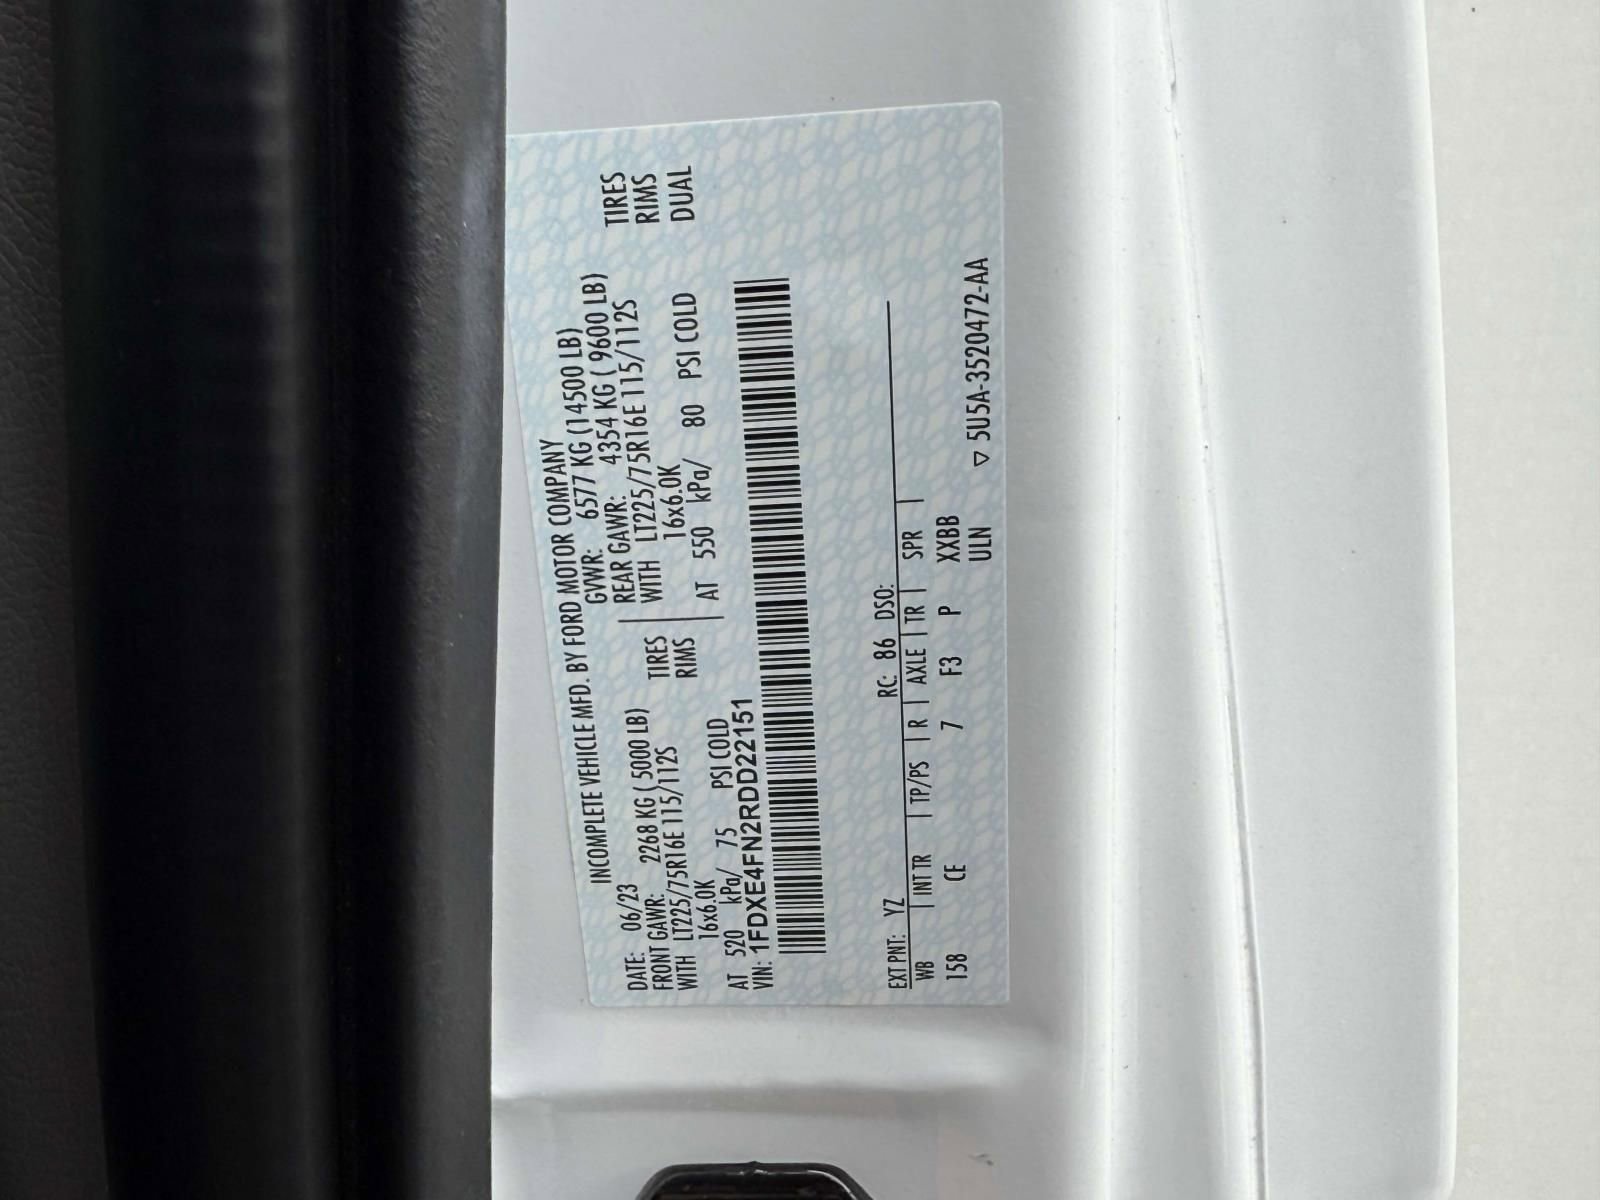 INCOMPLETE VEHICLE MFD. BY FORD MOTOR COMPANY
DATE: 06/23 GVWR: 6577 KG (14500 LB)
FRONT GAWR: 2268 KG ( 5000 LB) REAR GAWR: 4354 KG ( 9600 LB)
WITH LT225/75R16E 115/112S TIRES WITH LT225/75R16E 115/112S TIRES
16x6.0K RIMS 16x6.0K RIMS
AT 520 kPa/ 75 PSI COLD AT 550 kPa/ 80 PSI COLD DUAL
VIN: 1FDXE4FN2RDD22151
EXT PNT: YZ RC: 86 DSO:
WB | INT TR | TP/PS | R | AXLE | TR | SPR |
158 CE 7 F3 P XXBB
ULN ▽ 5U5A-3520472-AA